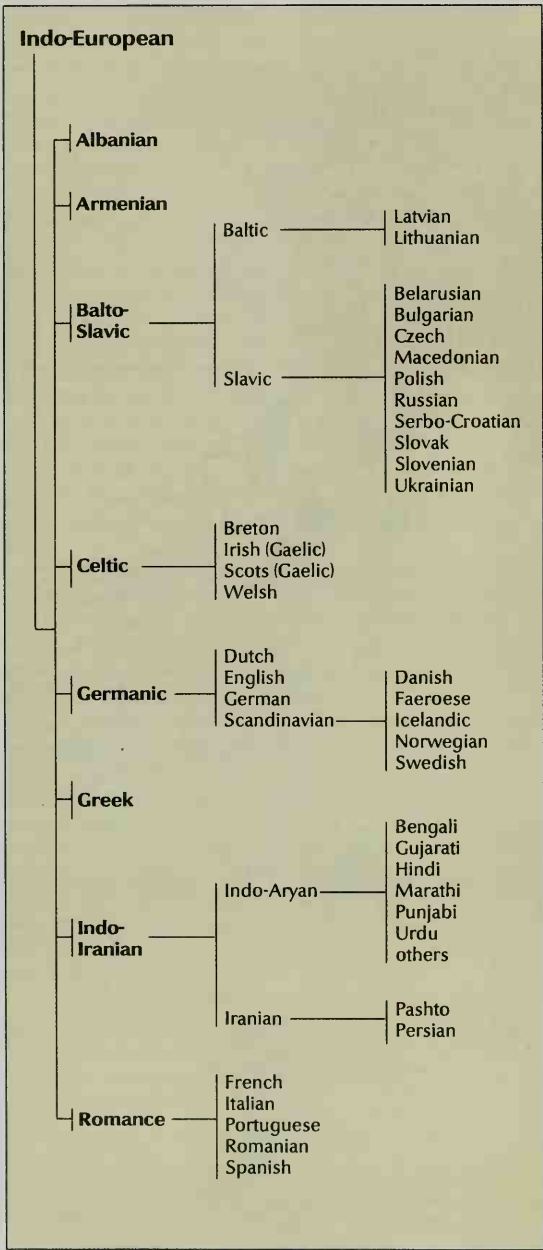 Indo-European
Albanian
Armenian
Balto-
Slavic
Baltic
Latvian
Lithuanian
Slavic
Belarusian
Bulgarian
Czech
Macedonian
Polish
Russian
Serbo-Croatian
Slovak
Slovenian
Ukrainian
Celtic
Breton
Irish (Gaelic)
Scots (Gaelic)
Welsh
Germanic
Dutch
English
German
Scandinavian
Danish
Faeroese
Icelandic
Norwegian
Swedish
Greek
Indo-
Iranian
Indo-Aryan
Bengali
Gujarati
Hindi
Marathi
Punjabi
Urdu
others
Iranian
Pashto
Persian
Romance
French
Italian
Portuguese
Romanian
Spanish